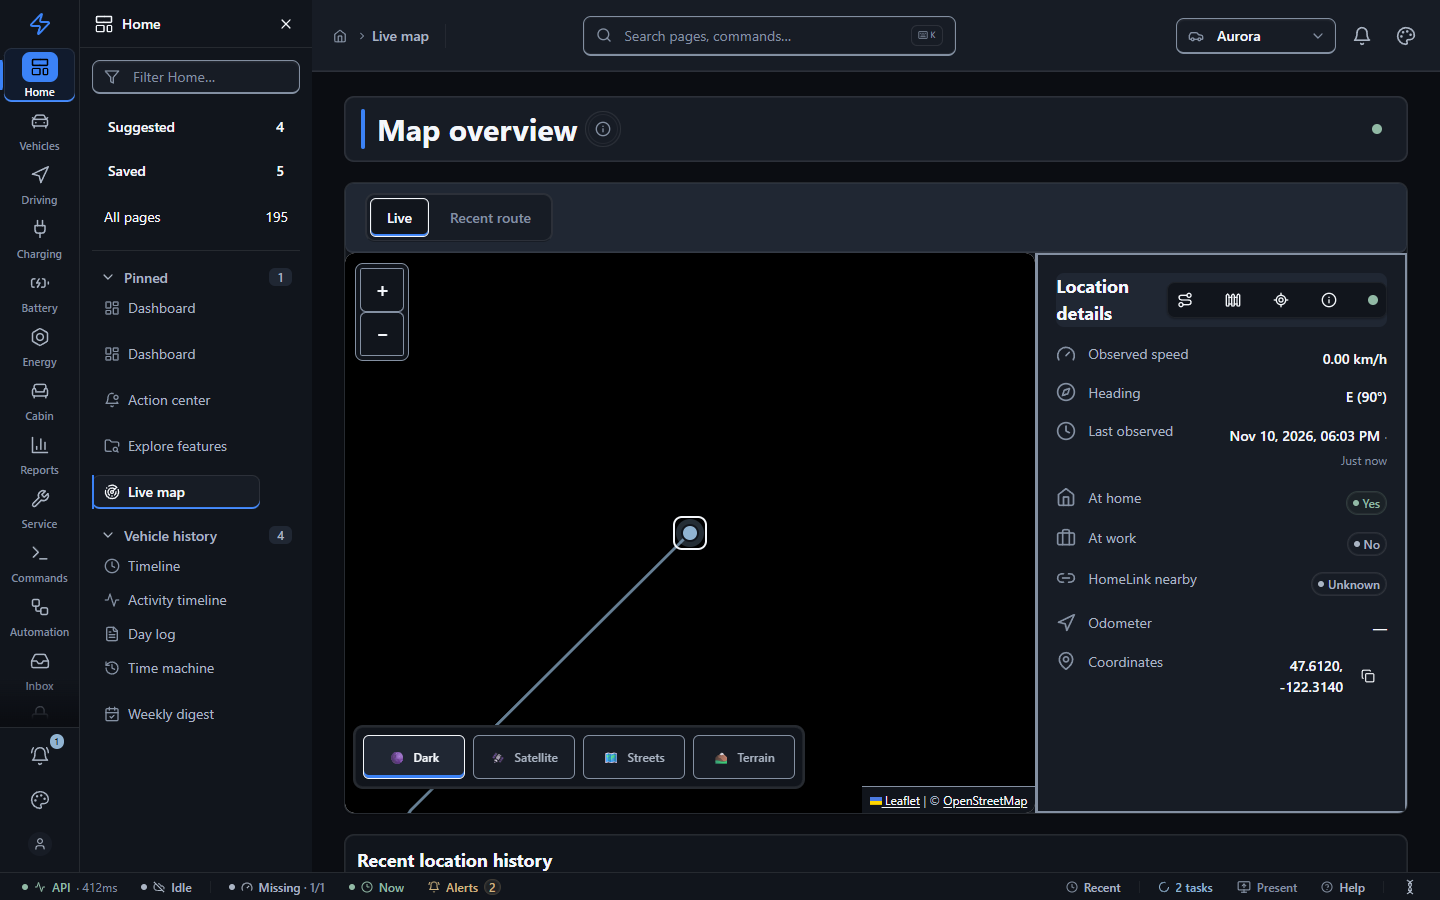 Home
Vehicles
Driving
Charging
Battery
Energy
Cabin
Reports
Service
Commands
Automation
Inbox
1
Home
Filter Home...
Suggested 4
Saved 5
All pages 195
Pinned 1
Dashboard
Dashboard
Action center
Explore features
Live map
Vehicle history 4
Timeline
Activity timeline
Day log
Time machine
Weekly digest
Live map
Search pages, commands... K
Aurora
Map overview
Live
Recent route
+
−
Dark
Satellite
Streets
Terrain
Leaflet | © OpenStreetMap
Location details
Observed speed 0.00 km/h
Heading E (90°)
Last observed Nov 10, 2026, 06:03 PM ·
Just now
At home Yes
At work No
HomeLink nearby Unknown
Odometer —
Coordinates 47.6120,
-122.3140
Recent location history
API · 412ms
Idle
Missing · 1/1
Now
Alerts 2
Recent
2 tasks
Present
Help